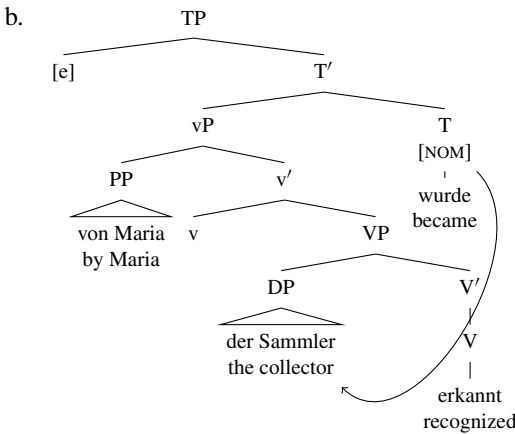 b.
TP
[e] T′
vP T
[NOM]
PP v′ wurde
became
von Maria v VP
by Maria
DP V′
der Sammler V
the collector
erkannt
recognized